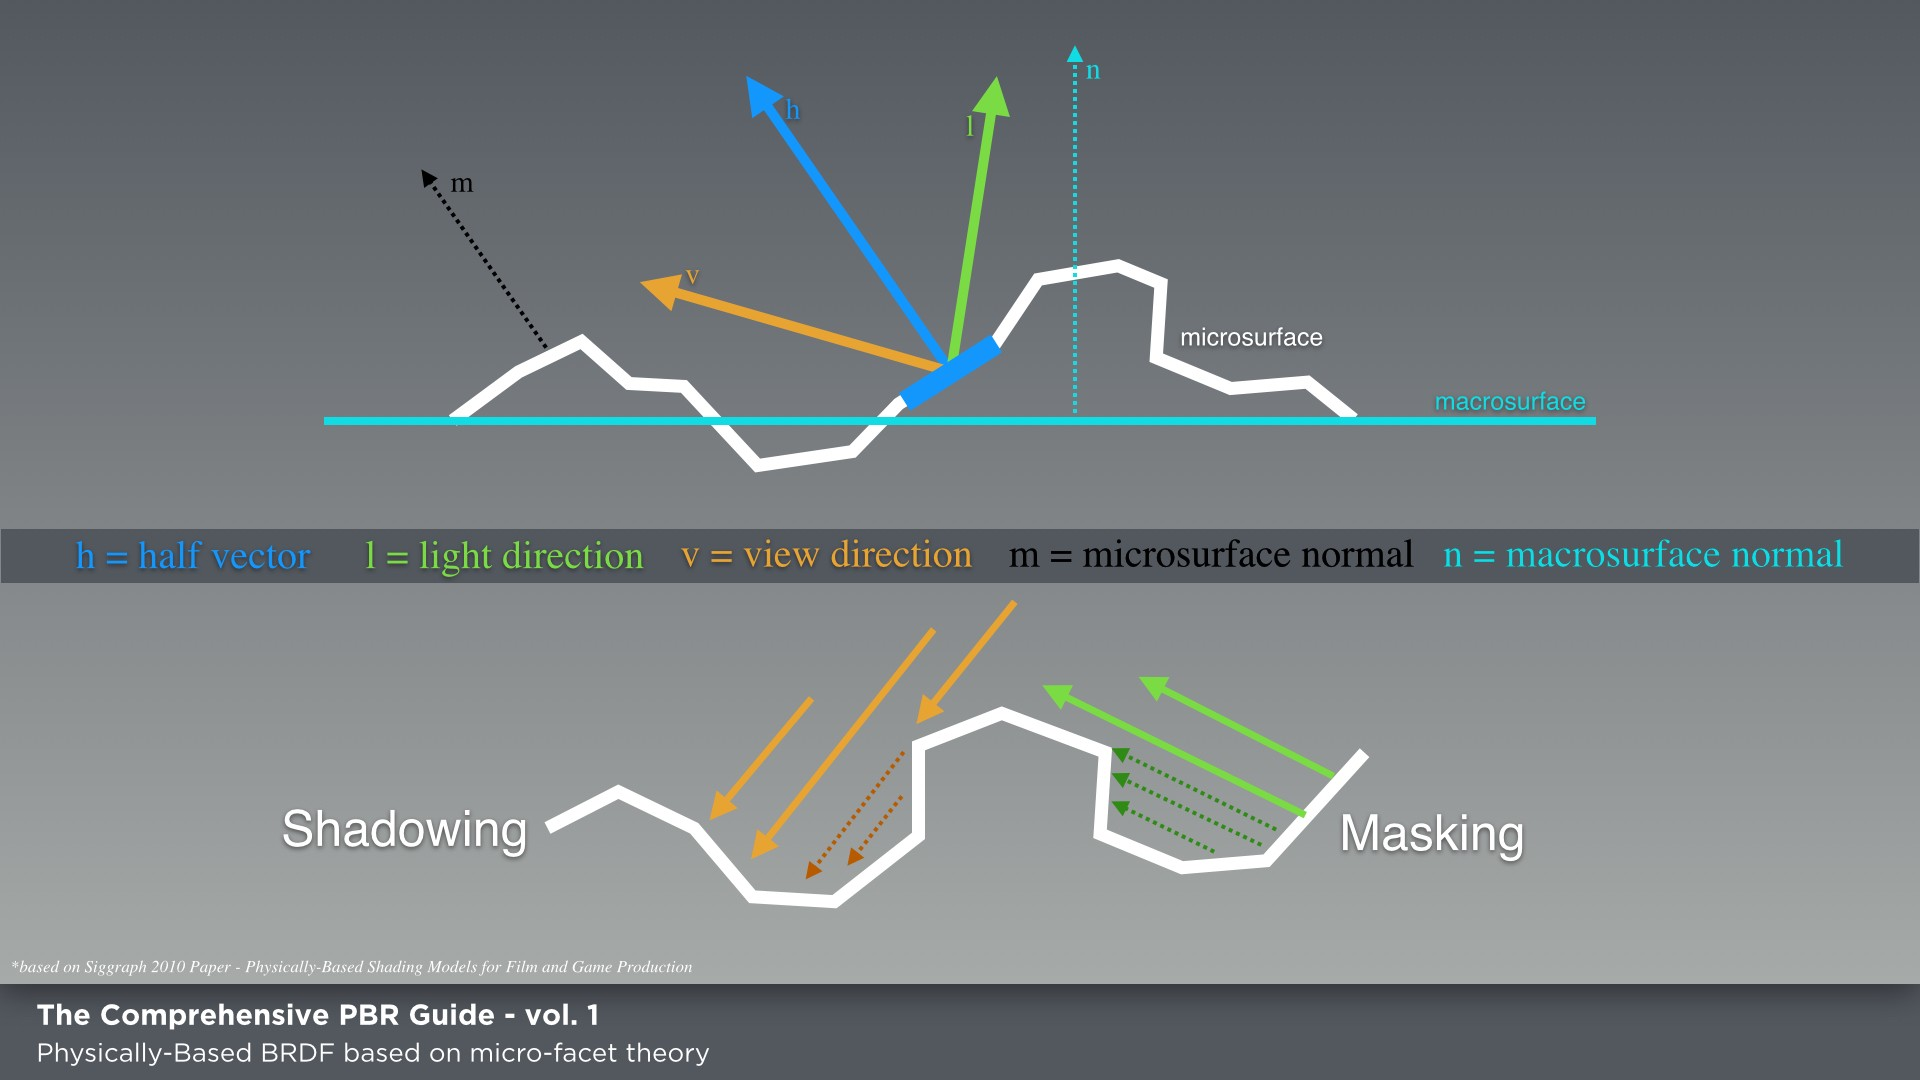 n
h
l
m
v
microsurface
macrosurface
h = half vector l = light direction v = view direction m = microsurface normal n = macrosurface normal
Shadowing
Masking
*based on Siggraph 2010 Paper - Physically-Based Shading Models for Film and Game Production
The Comprehensive PBR Guide - vol. 1
Physically-Based BRDF based on micro-facet theory